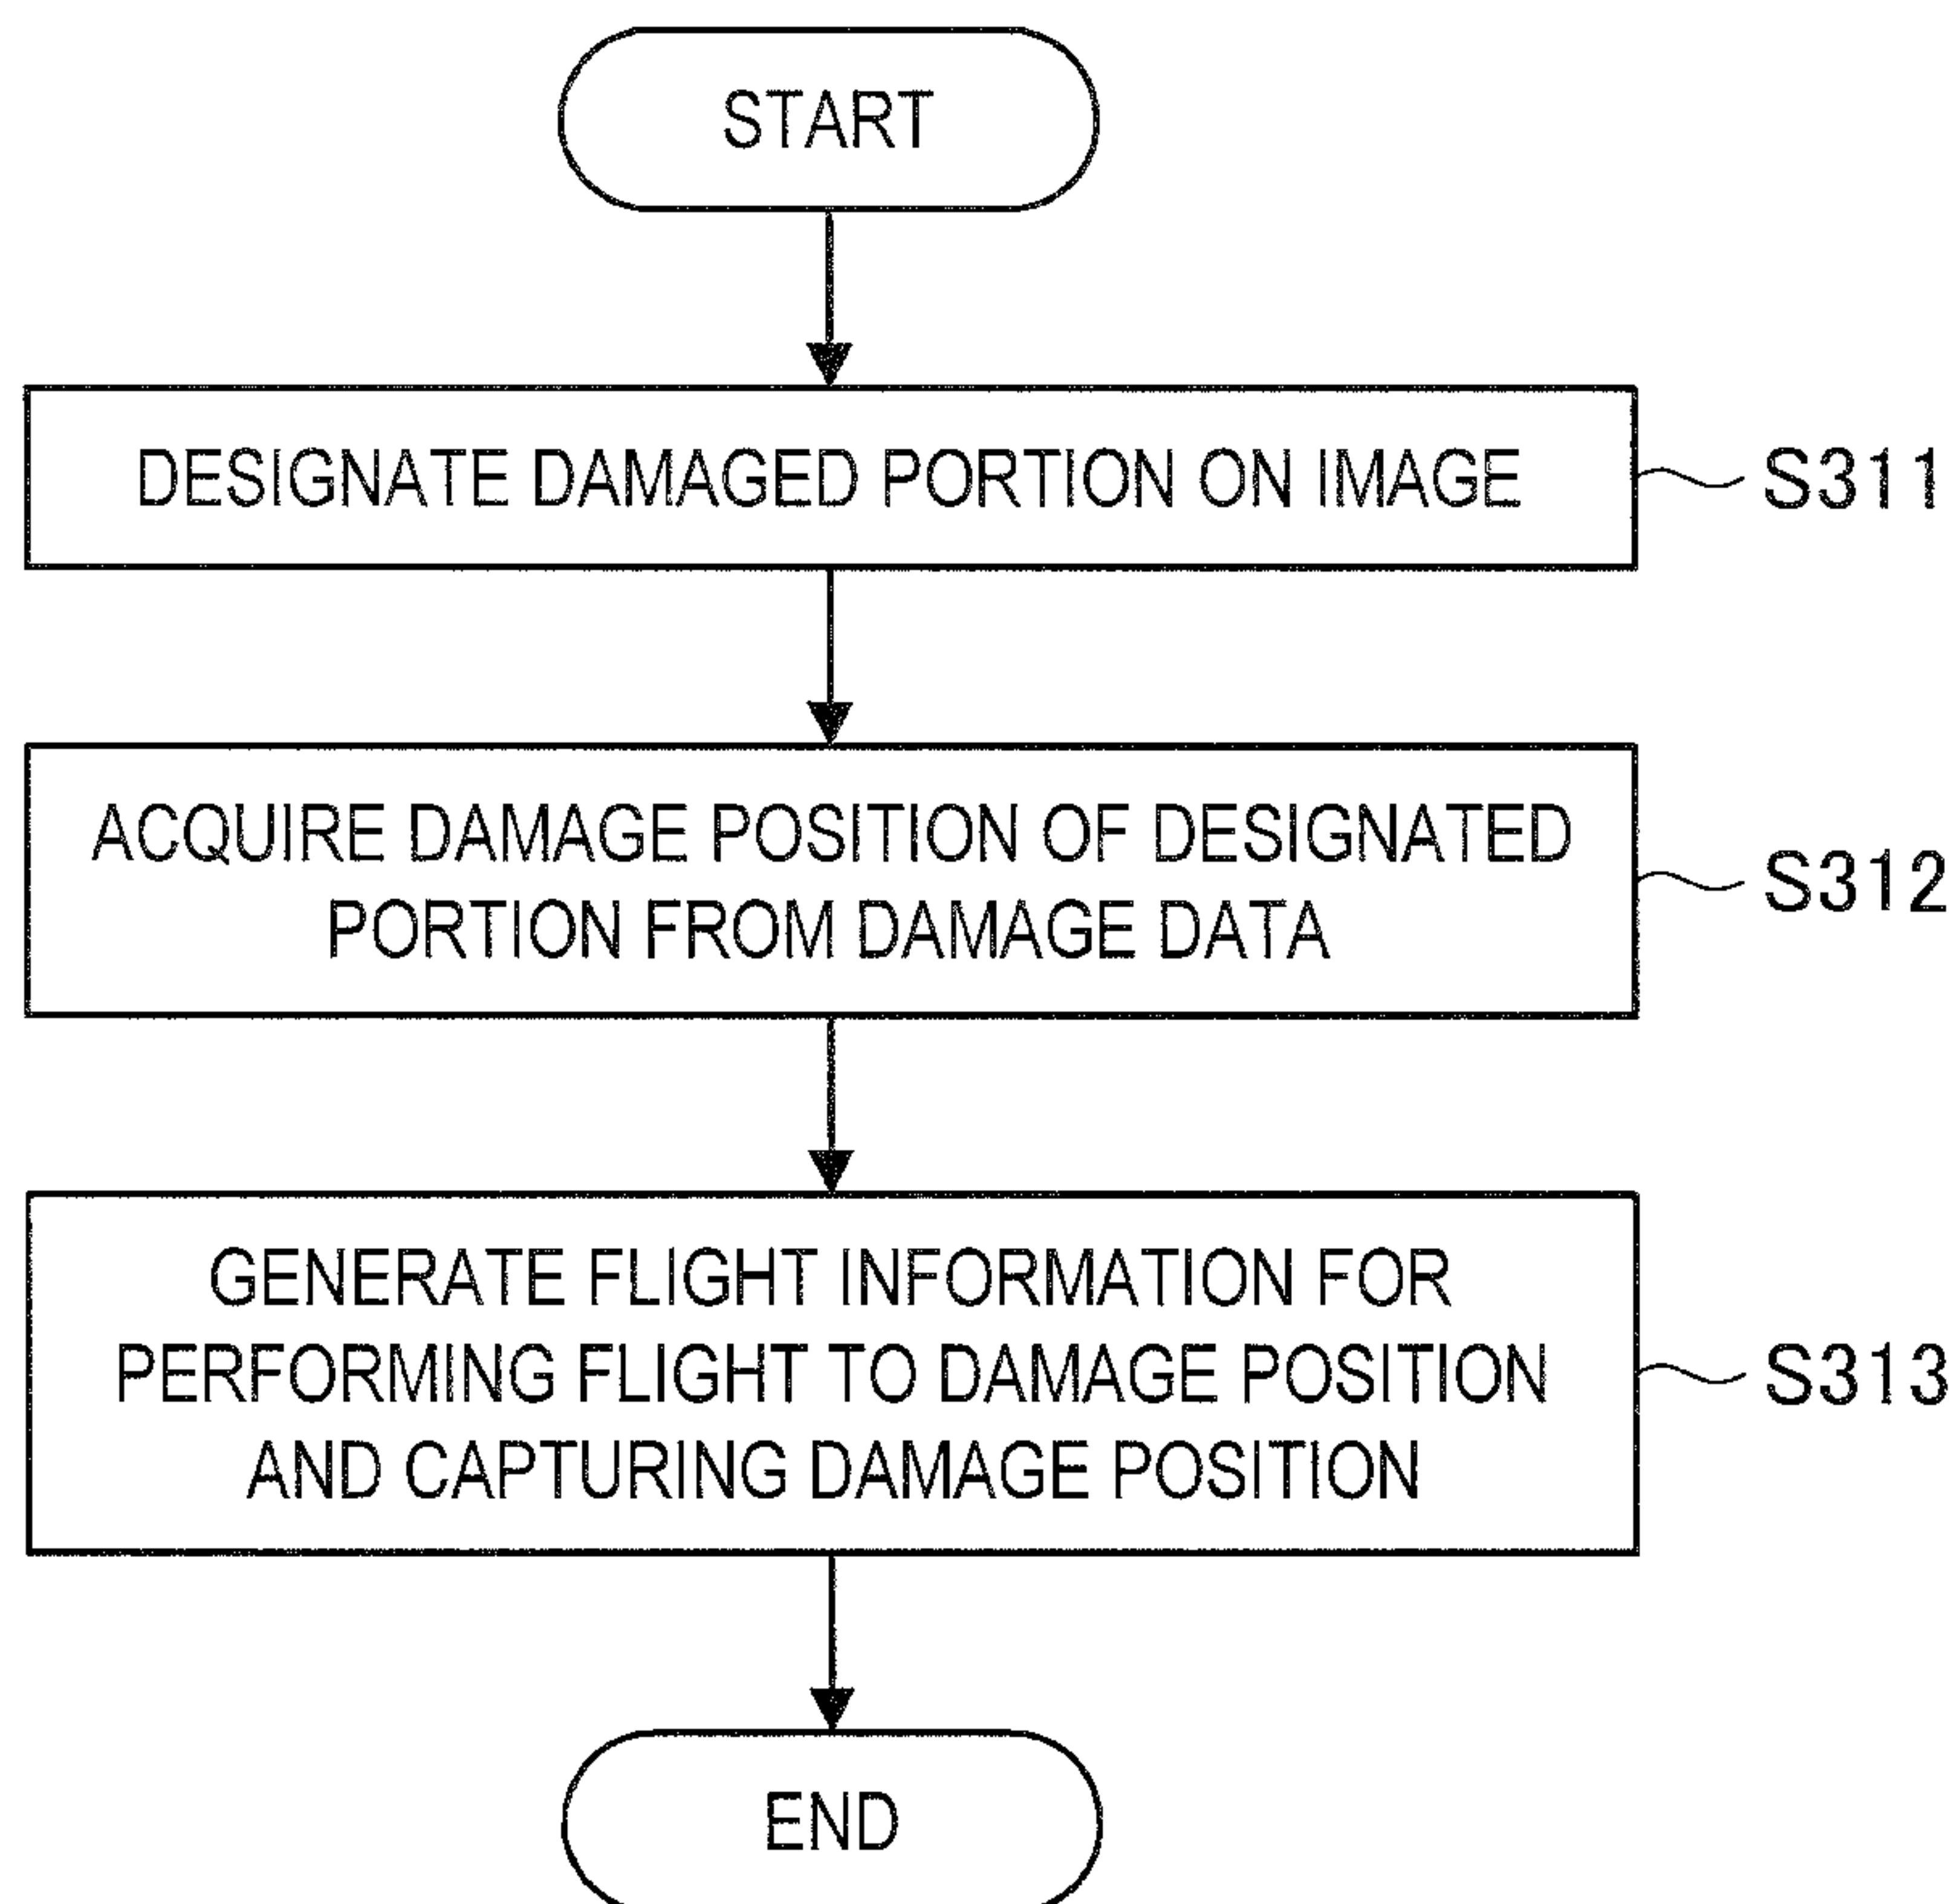 START
DESIGNATE DAMAGED PORTION ON IMAGE
S311
ACQUIRE DAMAGE POSITION OF DESIGNATED
PORTION FROM DAMAGE DATA
S312
GENERATE FLIGHT INFORMATION FOR
PERFORMING FLIGHT TO DAMAGE POSITION
AND CAPTURING DAMAGE POSITION
S313
END